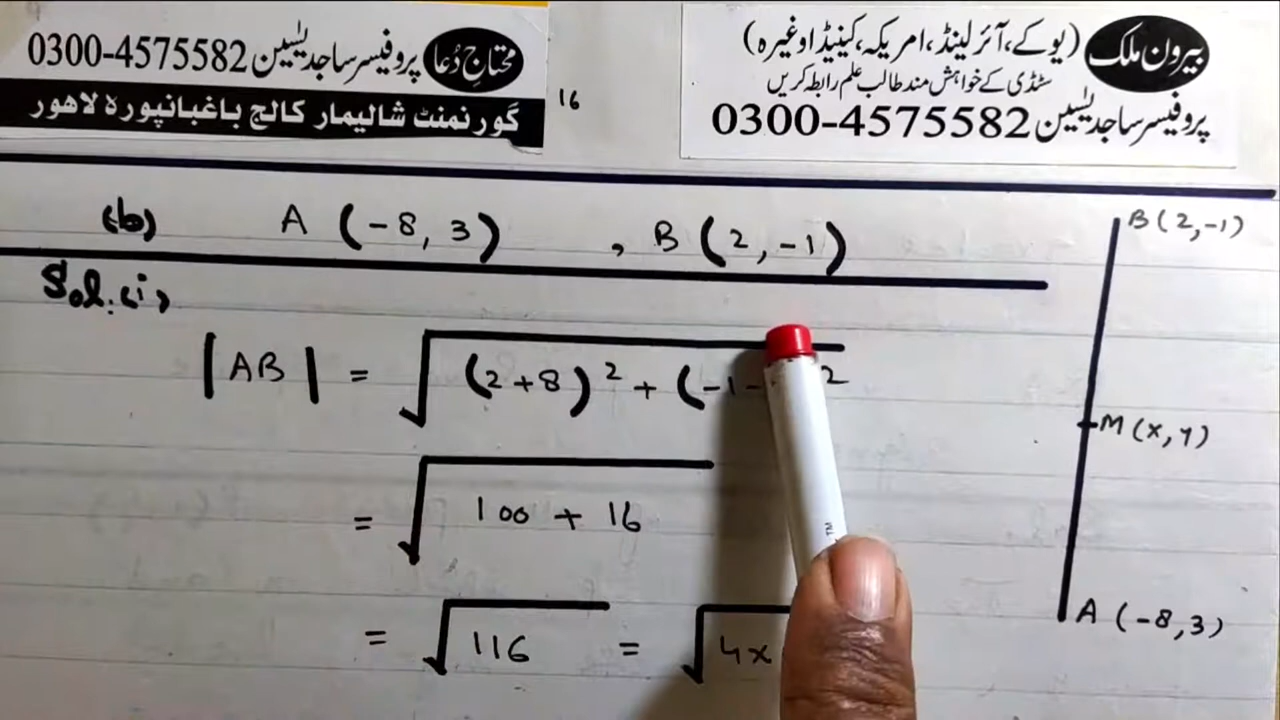 محتاجِ دُعا پروفیسر ساجد یٰسین 0300-4575582
گورنمنٹ شالیمار کالج باغبانپورہ لاہور
16
بیرون ملک (یو کے، آئرلینڈ، امریکہ، کینیڈا وغیرہ)
سٹڈی کے خواہش مند طالب علم رابطہ کریں
پروفیسر ساجد یٰسین 0300-4575582
(b) A (-8, 3) , B (2, -1)
Sol. (i)
|AB| = √(2+8)² + (-1- ²
= √100 + 16
= √116 = √4x
B (2, -1)
M (x, y)
A (-8, 3)